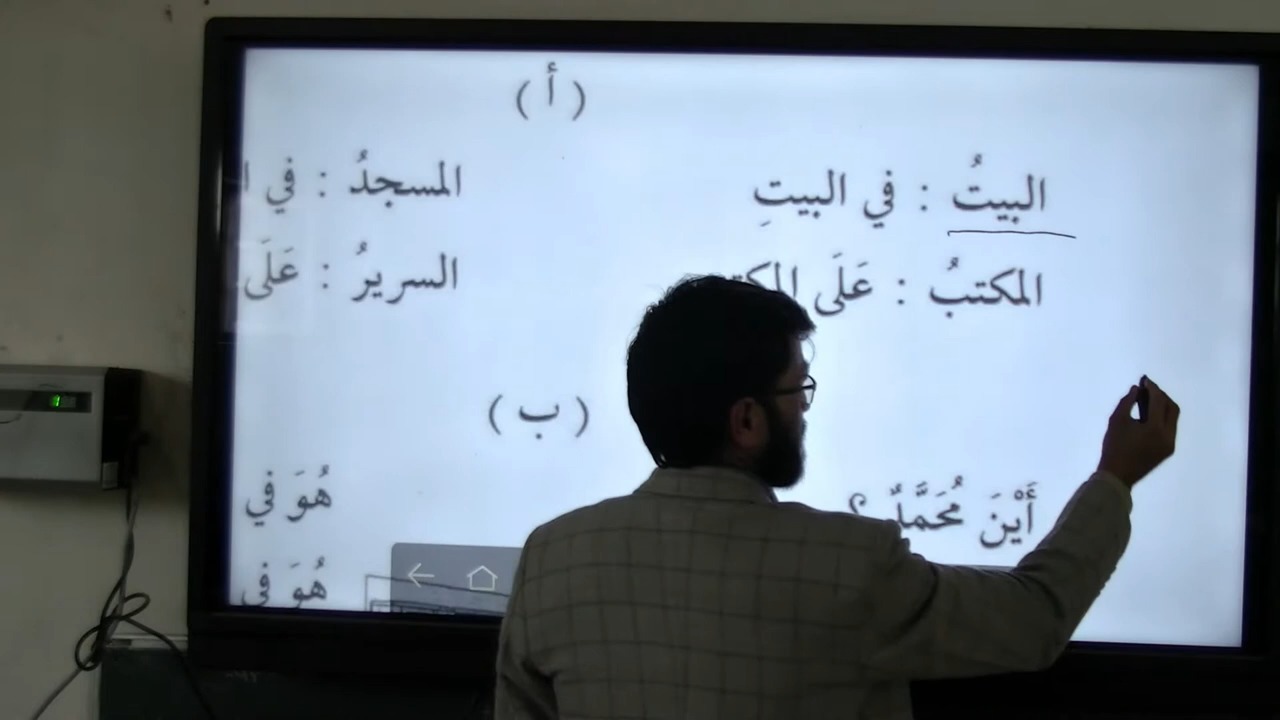 ( أ )
البيتُ : في البيتِ المسجدُ : في
المكتبُ : عَلَى السريرُ : عَلَى
( ب )
أَيْنَ مُحَمَّدٌ ؟ هُوَ في
هُوَ في